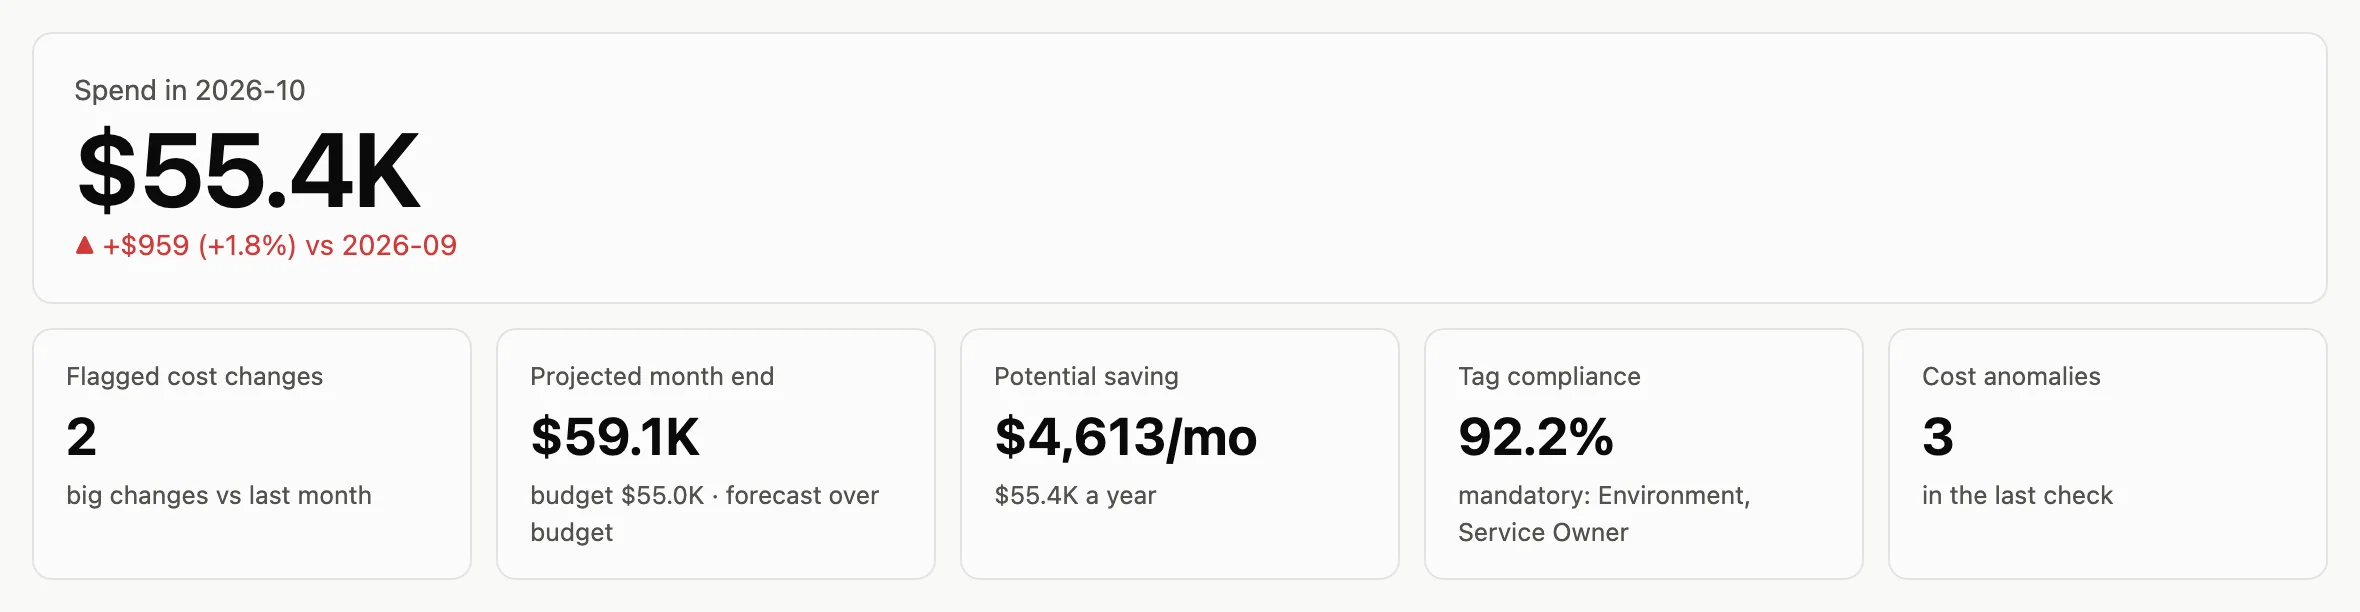 Spend in 2026-10
$55.4K
▲ +$959 (+1.8%) vs 2026-09
Flagged cost changes
2
big changes vs last month
Projected month end
$59.1K
budget $55.0K · forecast over
budget
Potential saving
$4,613/mo
$55.4K a year
Tag compliance
92.2%
mandatory: Environment,
Service Owner
Cost anomalies
3
in the last check